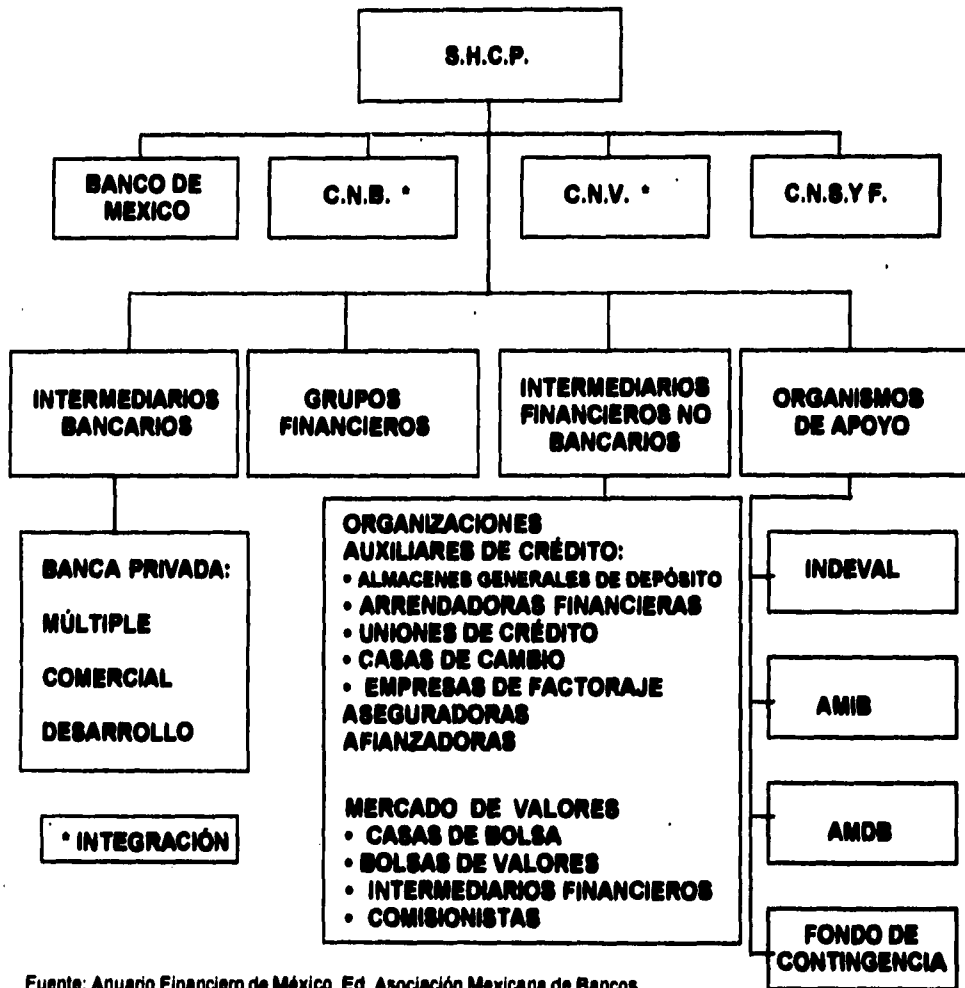 S.H.C.P.
BANCO DE
MEXICO
C.N.B. *
C.N.V. *
C.N.S.Y F.
INTERMEDIARIOS
BANCARIOS
GRUPOS
FINANCIEROS
INTERMEDIARIOS
FINANCIEROS NO
BANCARIOS
ORGANISMOS
DE APOYO
BANCA PRIVADA:
MÚLTIPLE
COMERCIAL
DESARROLLO
* INTEGRACIÓN
ORGANIZACIONES
AUXILIARES DE CRÉDITO:
• ALMACENES GENERALES DE DEPÓSITO
• ARRENDADORAS FINANCIERAS
• UNIONES DE CRÉDITO
• CASAS DE CAMBIO
• EMPRESAS DE FACTORAJE
ASEGURADORAS
AFIANZADORAS
MERCADO DE VALORES
• CASAS DE BOLSA
• BOLSAS DE VALORES
• INTERMEDIARIOS FINANCIEROS
• COMISIONISTAS
INDEVAL
AMIB
AMDB
FONDO DE
CONTINGENCIA
Fuente: Anuario Financiero de México. Ed. Asociación Mexicana de Bancos